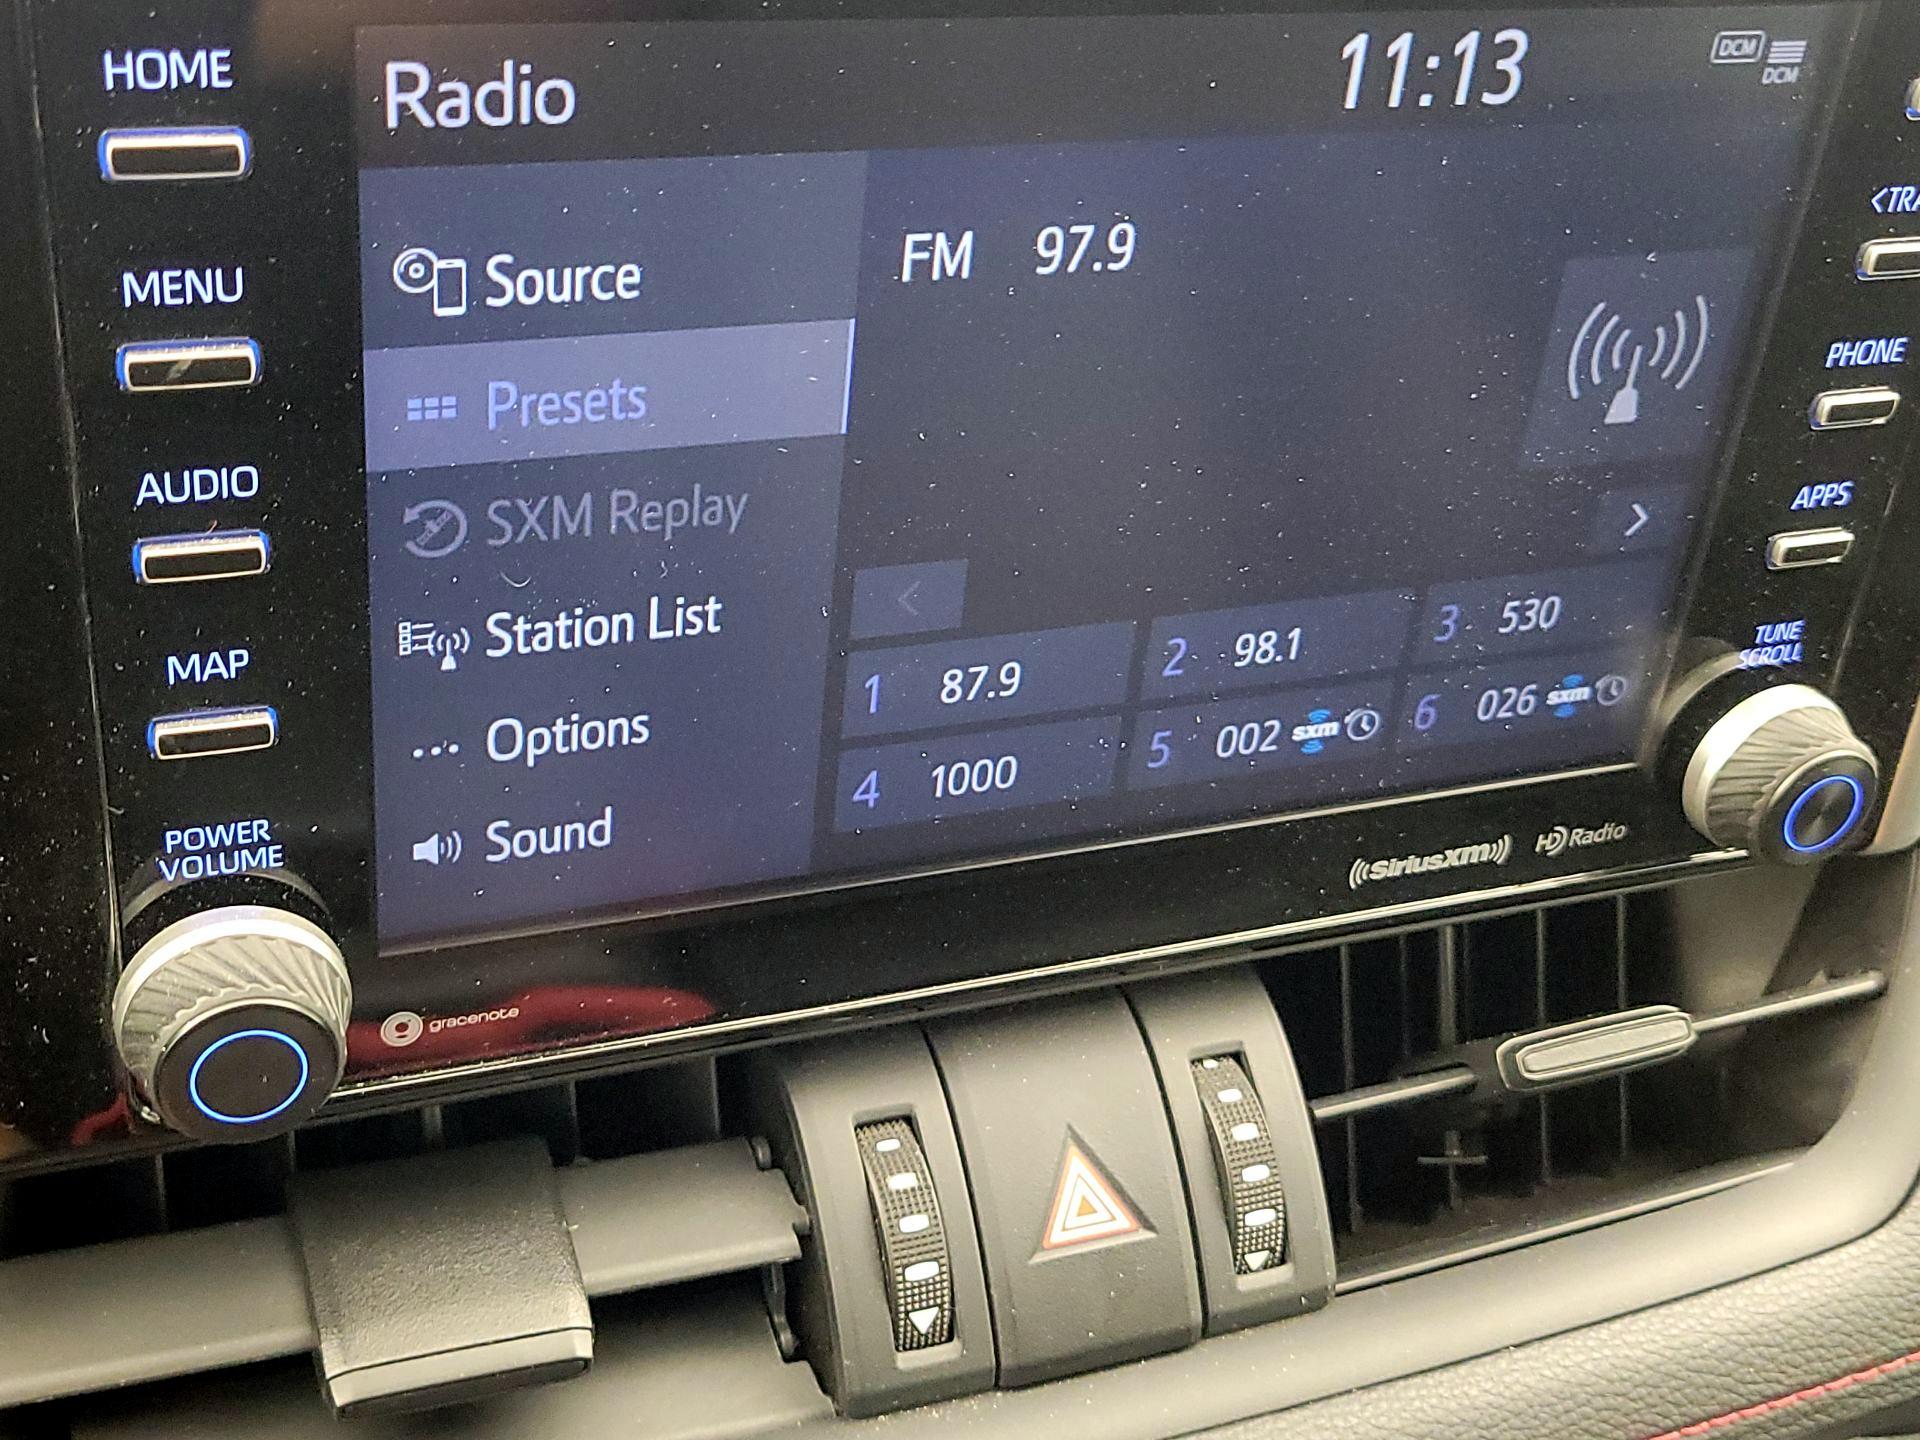 HOME
Radio
11:13
DCM
DCM
MENU
Source
FM 97.9
Presets
PHONE
AUDIO
SXM Replay
APPS
Station List
1 87.9
2 98.1
3 530
TUNE
SCROLL
MAP
Options
4 1000
5 002 sxm
6 026 sxm
POWER
VOLUME
Sound
((SiriusXM))
HD Radio
gracenote